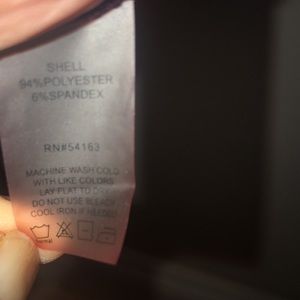 SHELL
94%POLYESTER
6%SPANDEX
RN#54163
MACHINE WASH COLD
WITH LIKE COLORS
LAY FLAT TO DRY
DO NOT USE BLEACH
COOL IRON IF NEEDED
Normal